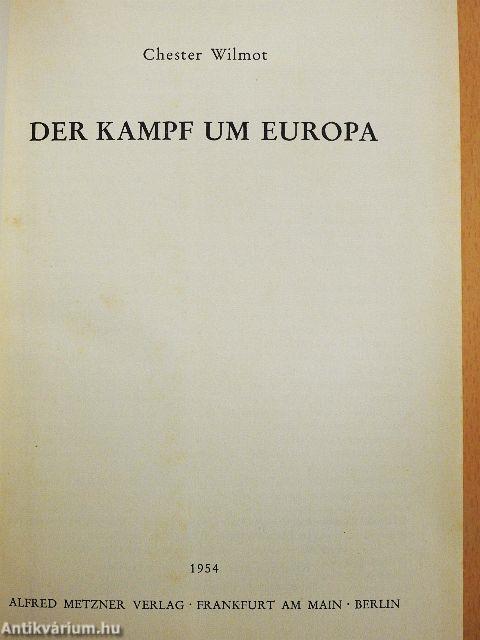 Chester Wilmot
DER KAMPF UM EUROPA
1954
ALFRED METZNER VERLAG · FRANKFURT AM MAIN · BERLIN
Antikvárium.hu